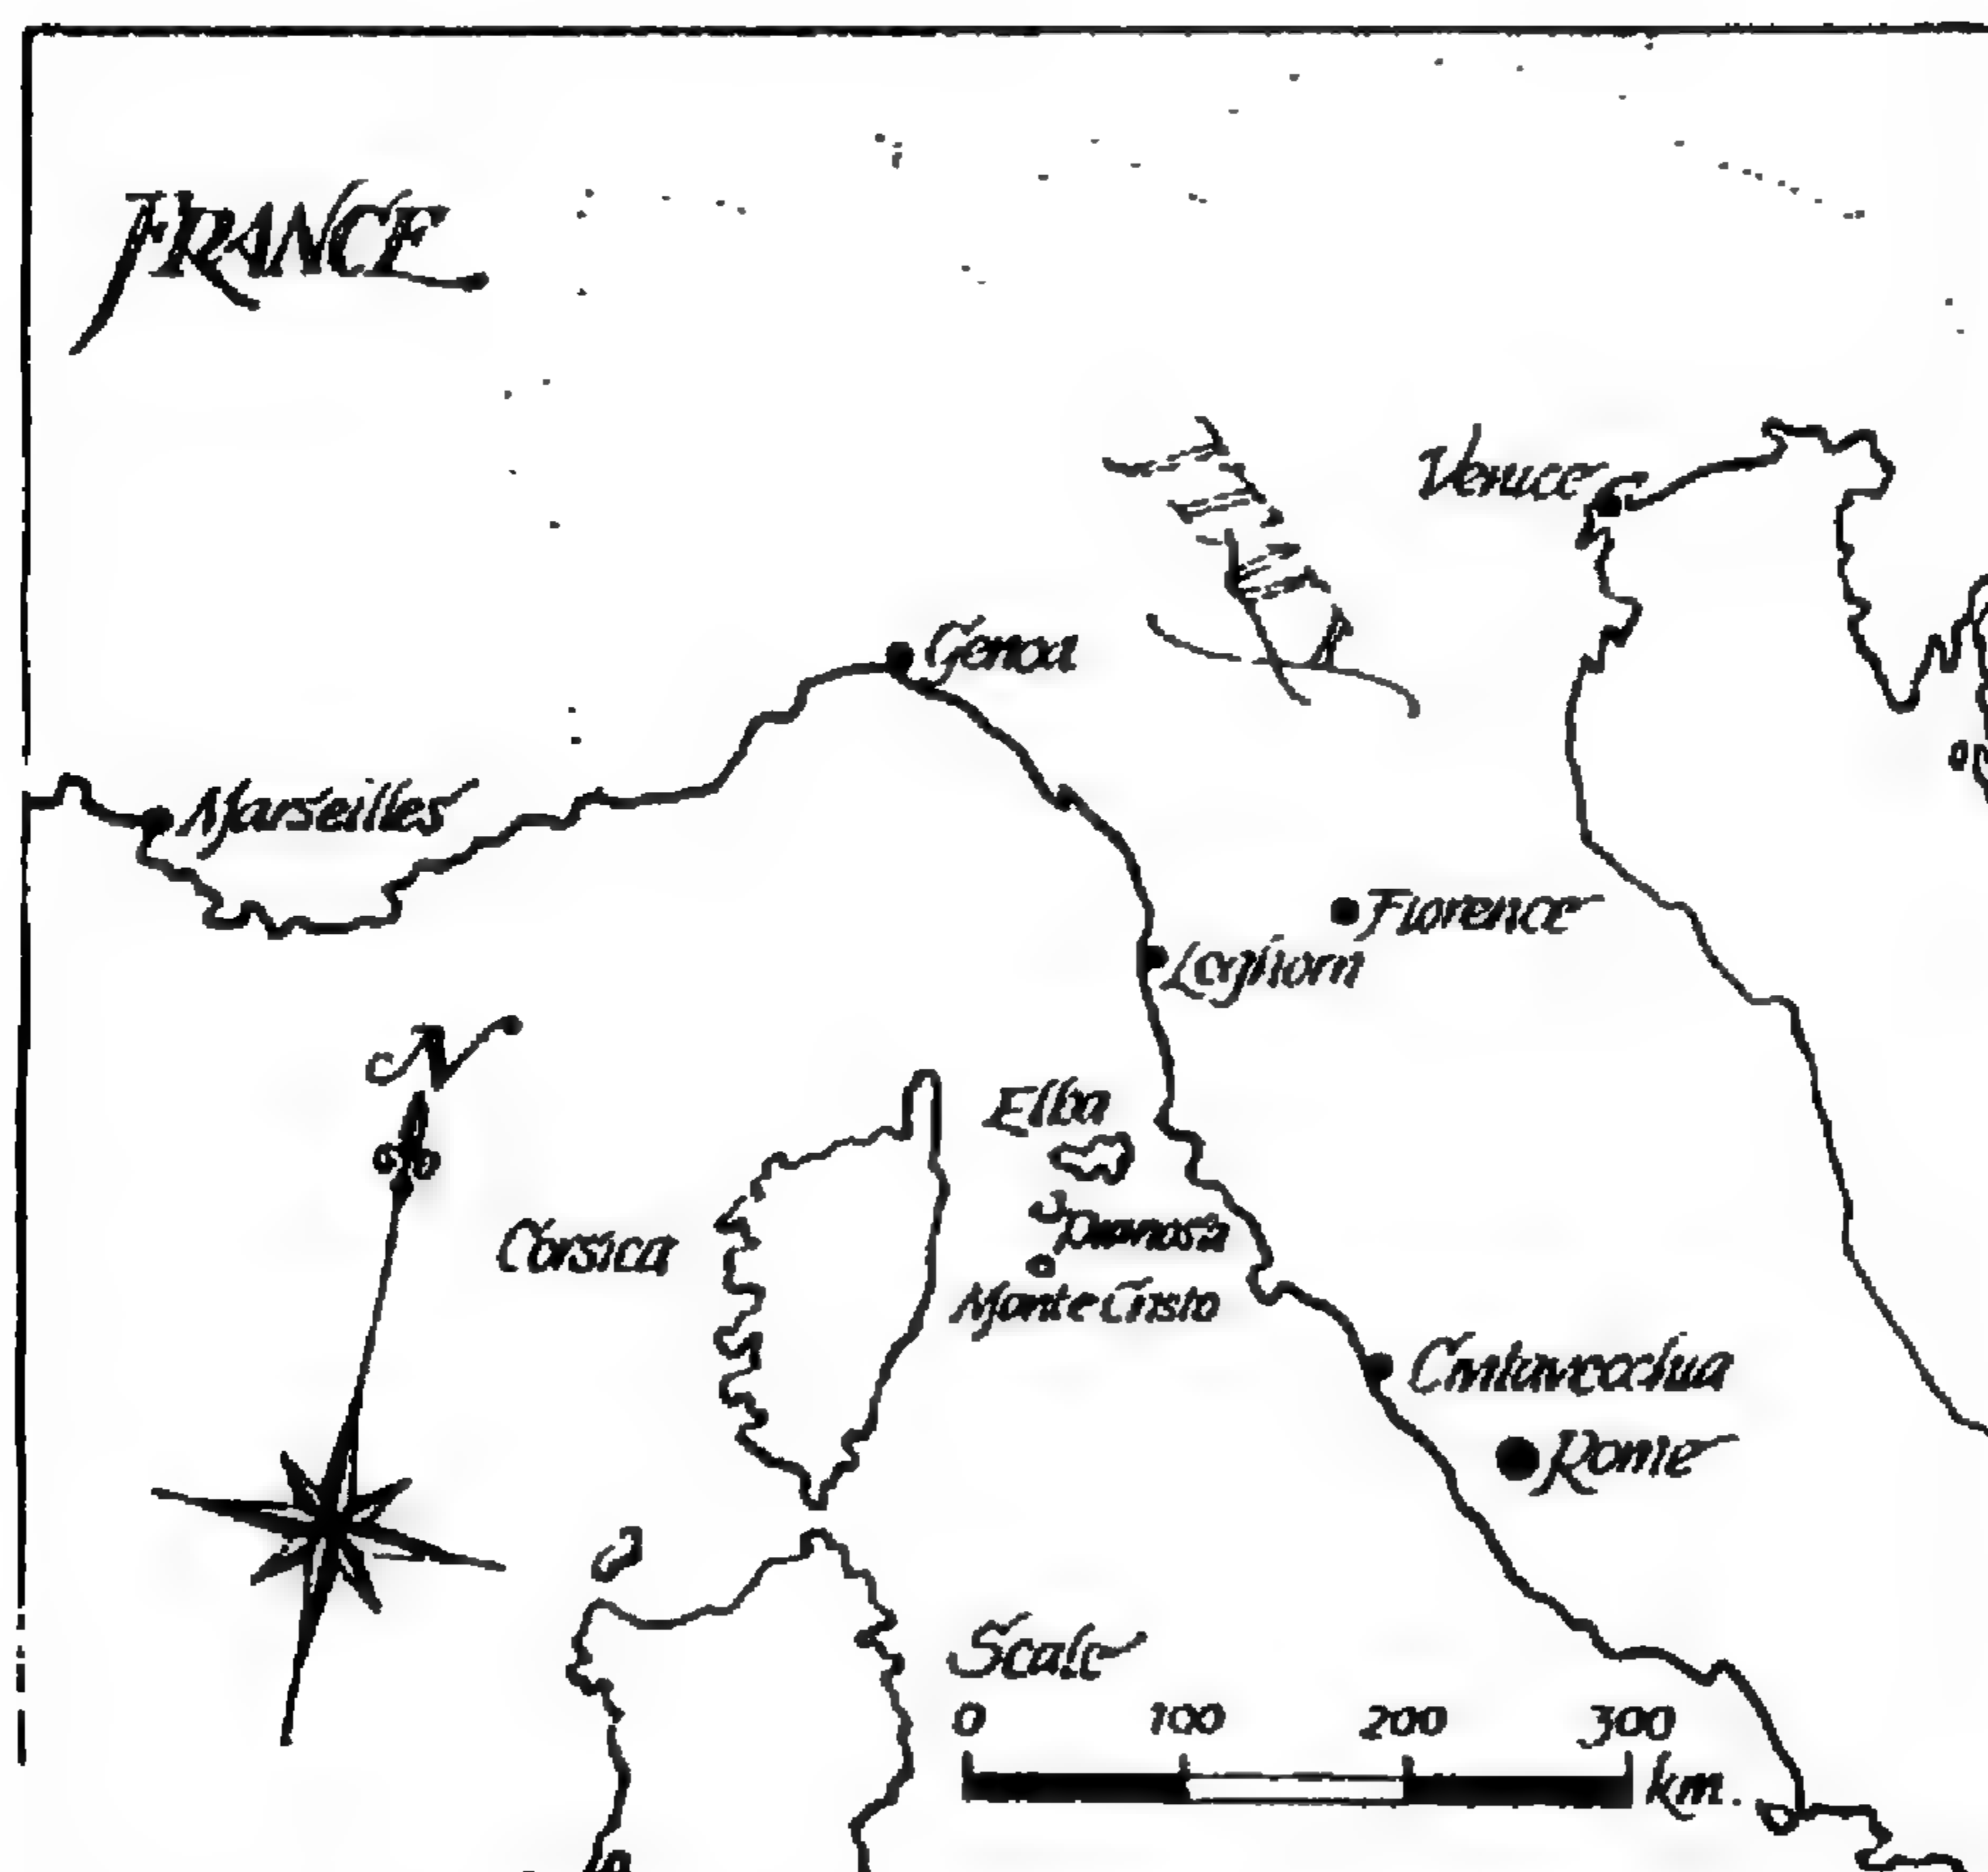 FRANCE
ITALY
Venice
Genoa
Marseilles
Florence
Leghorn
N
Elba
Pianosa
Corsica
Monte Cristo
Civitavecchia
Rome
Scale
0 100 200 300
km.